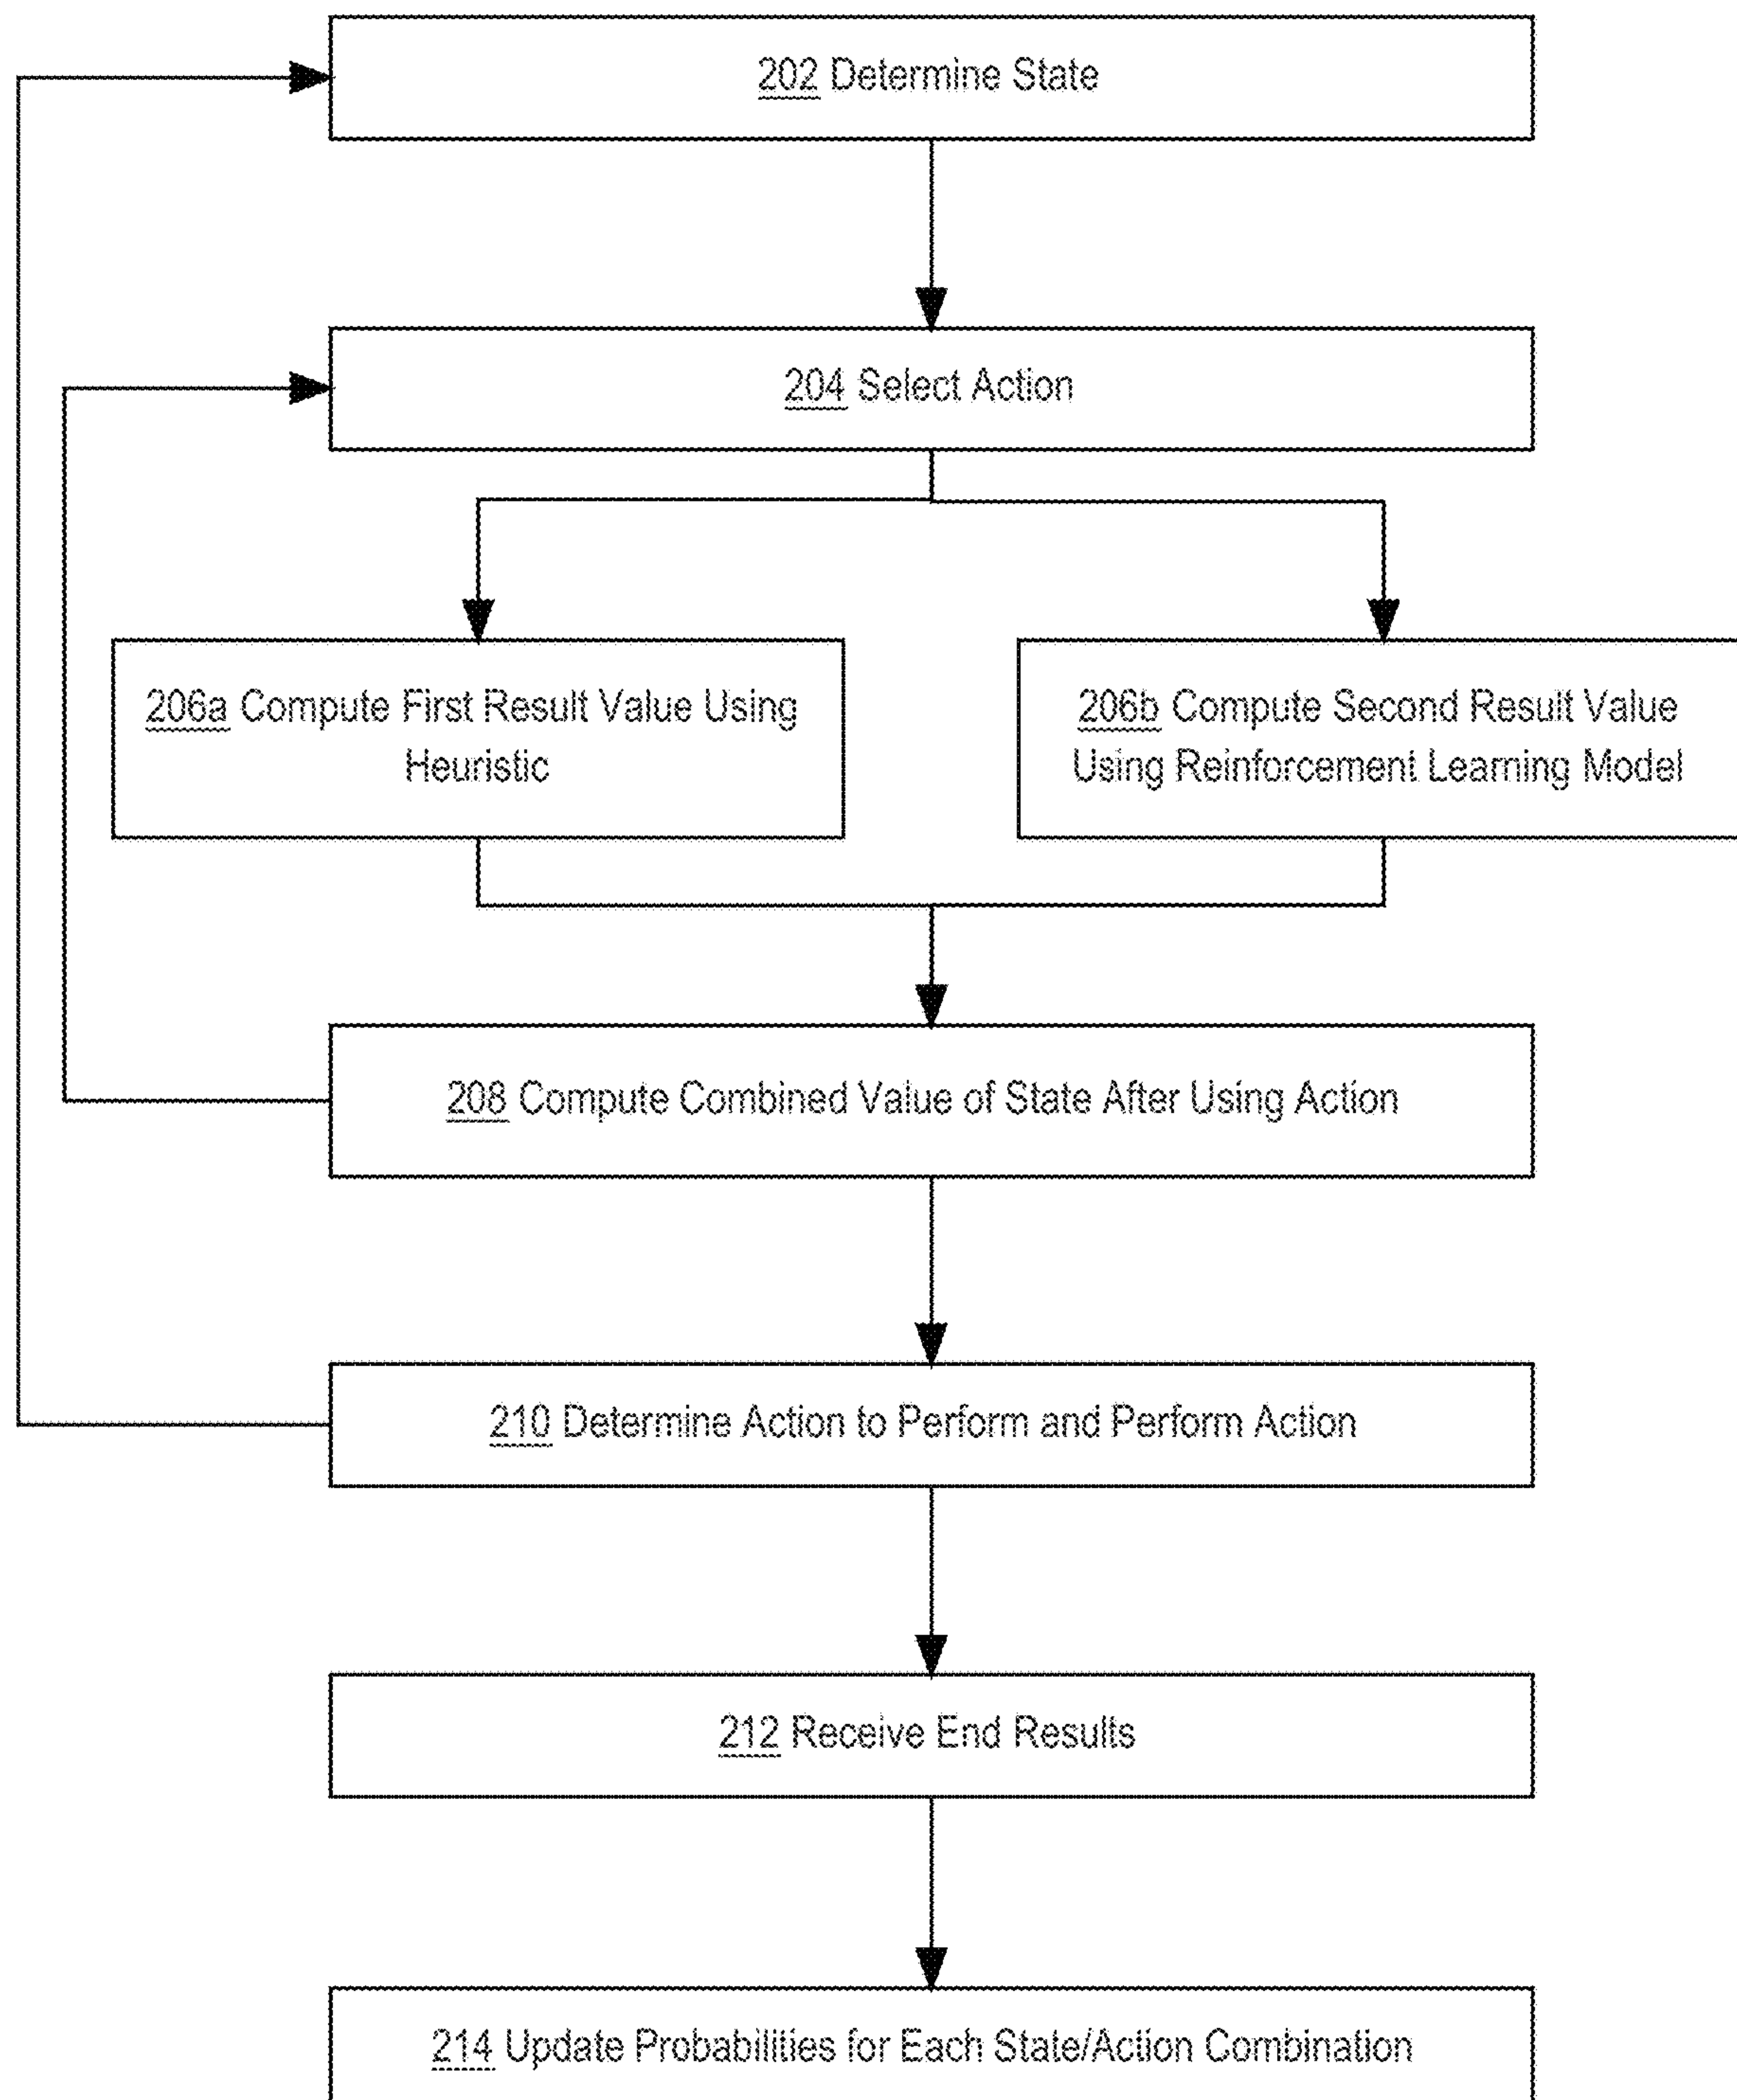 202 Determine State
204 Select Action
206a Compute First Result Value Using
Heuristic
206b Compute Second Result Value
Using Reinforcement Learning Model
208 Compute Combined Value of State After Using Action
210 Determine Action to Perform and Perform Action
212 Receive End Results
214 Update Probabilities for Each State/Action Combination